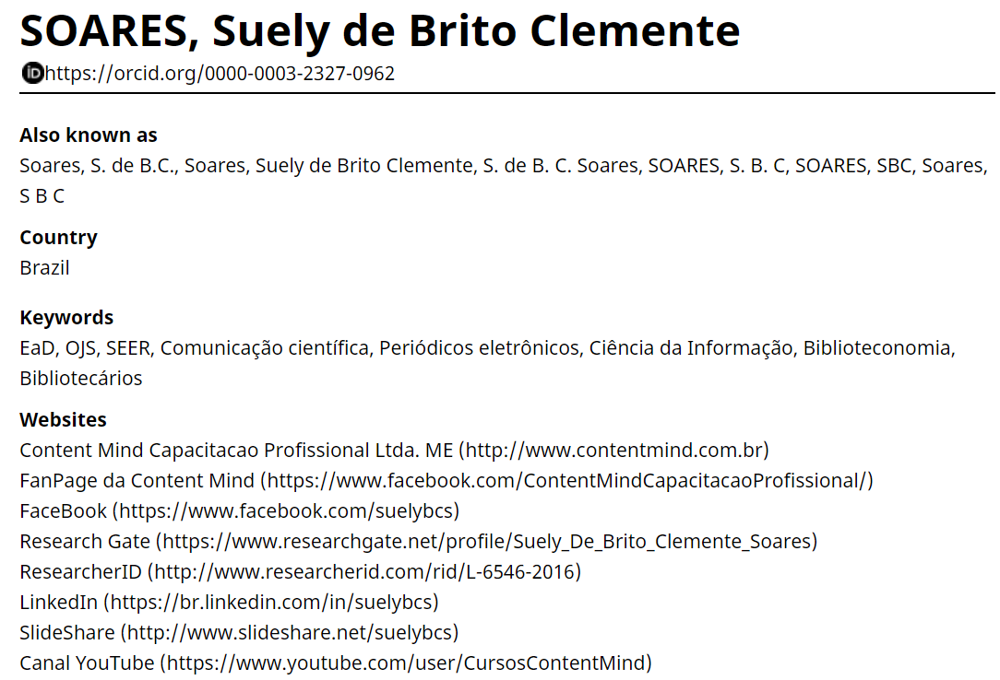 SOARES, Suely de Brito Clemente
iD https://orcid.org/0000-0003-2327-0962
Also known as
Soares, S. de B.C., Soares, Suely de Brito Clemente, S. de B. C. Soares, SOARES, S. B. C, SOARES, SBC, Soares,
S B C
Country
Brazil
Keywords
EaD, OJS, SEER, Comunicação científica, Periódicos eletrônicos, Ciência da Informação, Biblioteconomia,
Bibliotecários
Websites
Content Mind Capacitacao Profissional Ltda. ME (http://www.contentmind.com.br)
FanPage da Content Mind (https://www.facebook.com/ContentMindCapacitacaoProfissional/)
FaceBook (https://www.facebook.com/suelybcs)
Research Gate (https://www.researchgate.net/profile/Suely_De_Brito_Clemente_Soares)
ResearcherID (http://www.researcherid.com/rid/L-6546-2016)
LinkedIn (https://br.linkedin.com/in/suelybcs)
SlideShare (http://www.slideshare.net/suelybcs)
Canal YouTube (https://www.youtube.com/user/CursosContentMind)